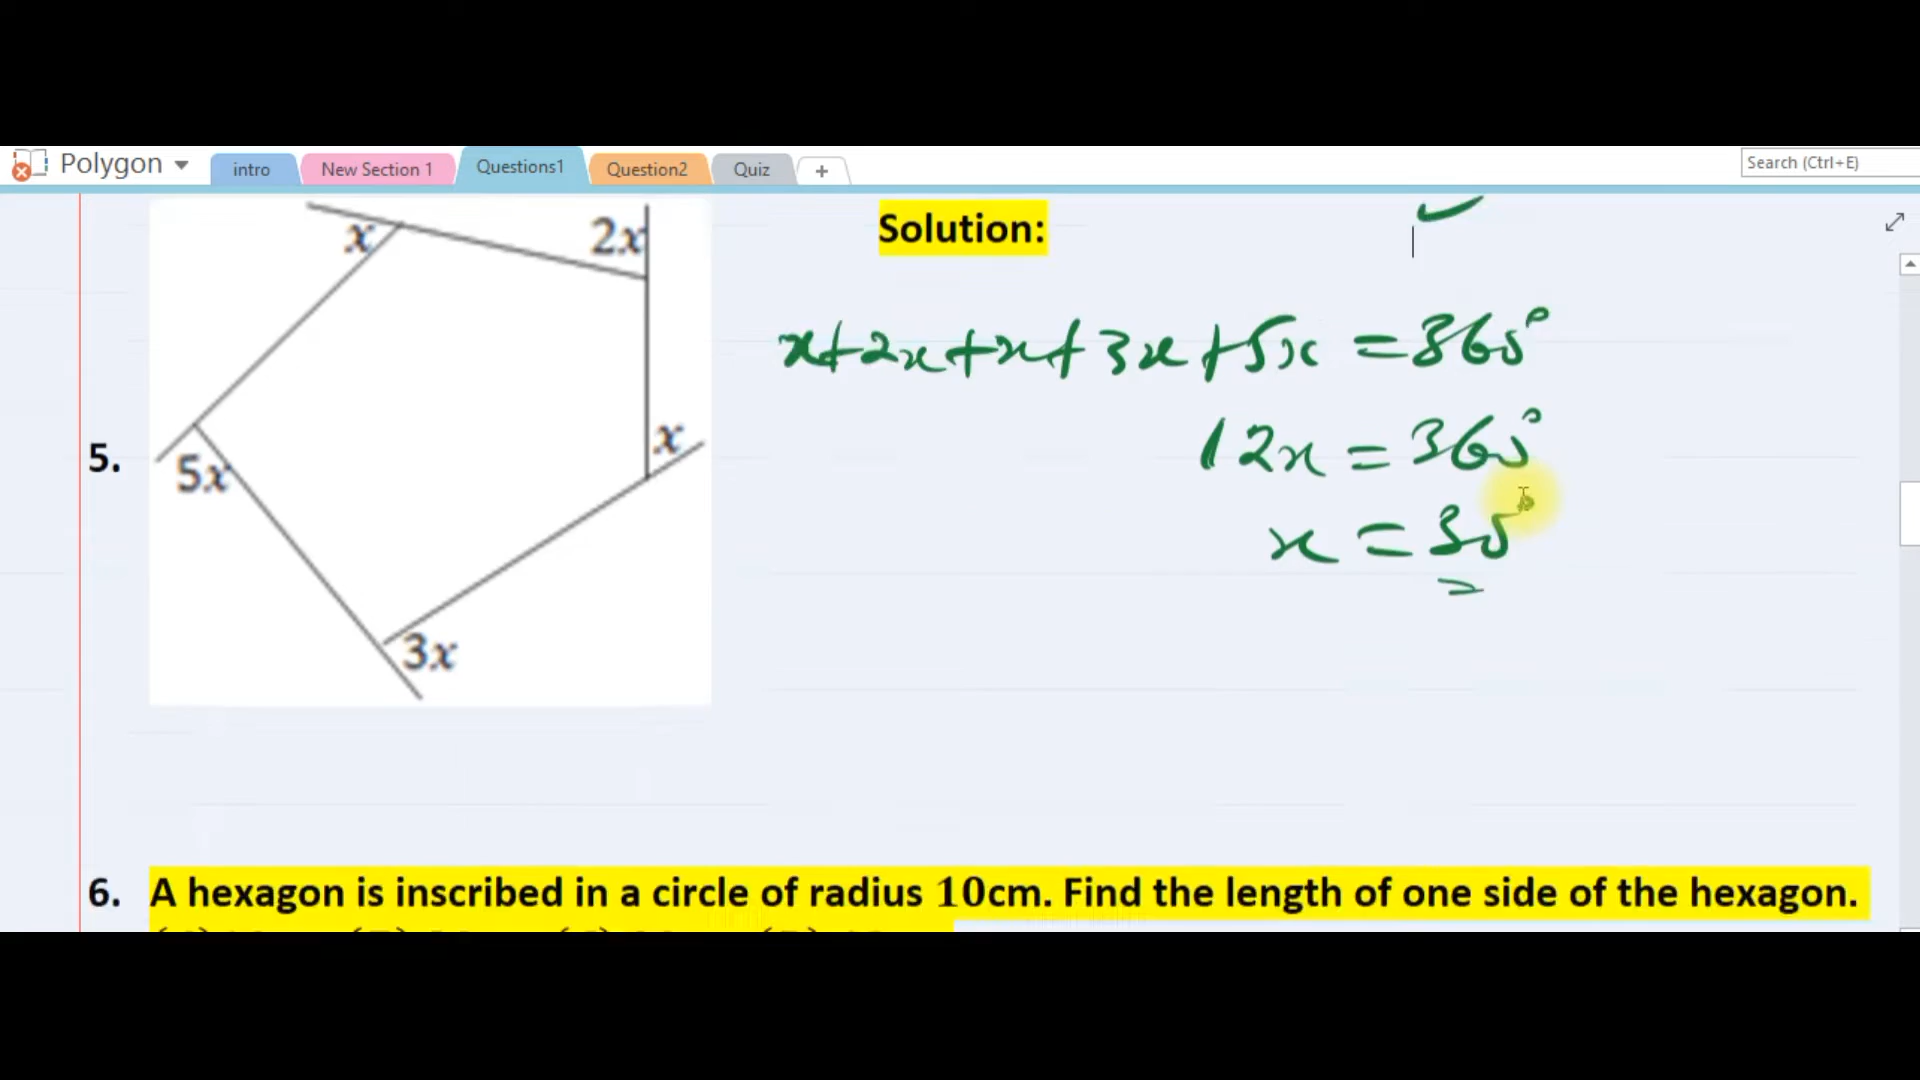 Polygon
intro
New Section 1
Questions1
Question2
Quiz
+
Search (Ctrl+E)
Solution:
x
2x
x+2x+x+3x+5x =360°
5.
5x
x
12x = 360°
x = 30°
3x
6. A hexagon is inscribed in a circle of radius 10cm. Find the length of one side of the hexagon.